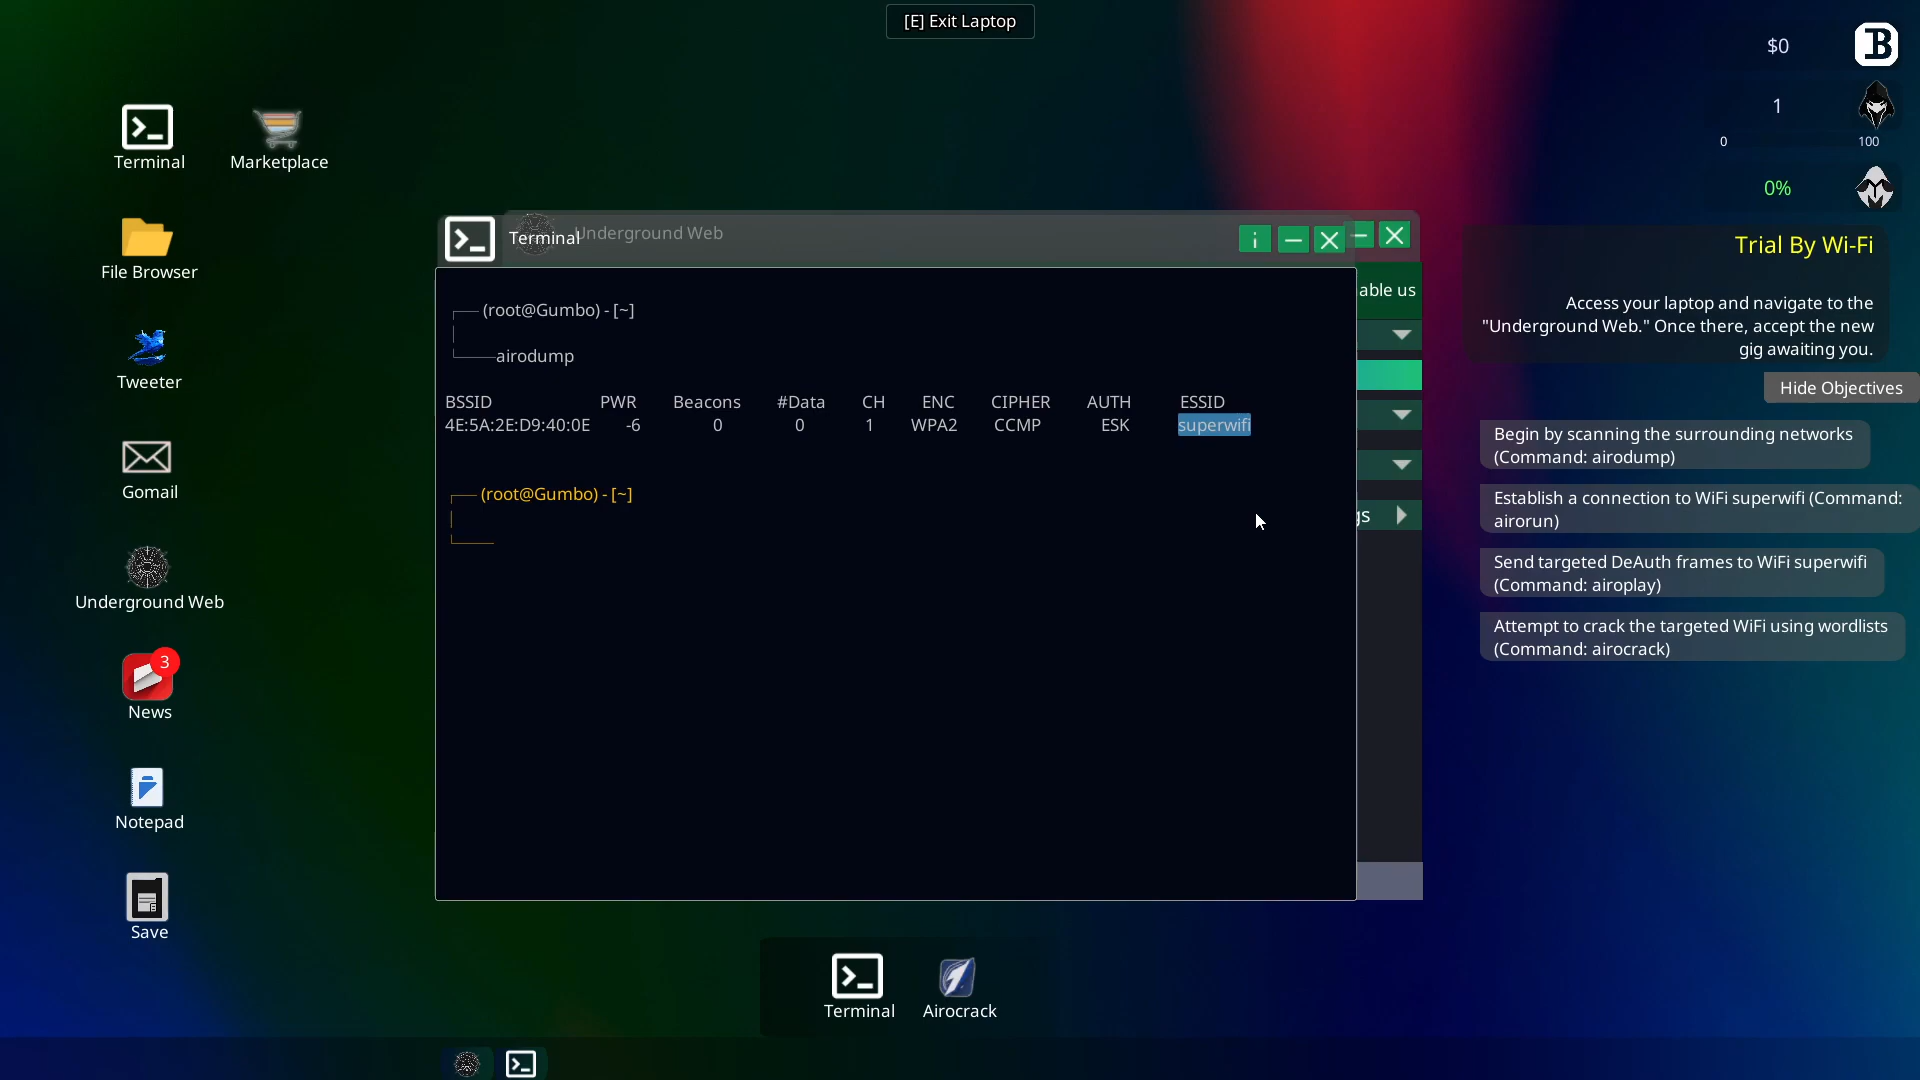 [E] Exit Laptop
$0
1
0 100
0%
Terminal
Marketplace
File Browser
Tweeter
Gomail
Underground Web
3
News
Notepad
Save
Terminal
Underground Web
i
able us
gs
(root@Gumbo) - [~]
airodump
BSSID PWR Beacons #Data CH ENC CIPHER AUTH ESSID
4E:5A:2E:D9:40:0E -6 0 0 1 WPA2 CCMP ESK superwifi
(root@Gumbo) - [~]
Trial By Wi-Fi
Access your laptop and navigate to the
"Underground Web." Once there, accept the new
gig awaiting you.
Hide Objectives
Begin by scanning the surrounding networks
(Command: airodump)
Establish a connection to WiFi superwifi (Command:
airorun)
Send targeted DeAuth frames to WiFi superwifi
(Command: airoplay)
Attempt to crack the targeted WiFi using wordlists
(Command: airocrack)
Terminal
Airocrack